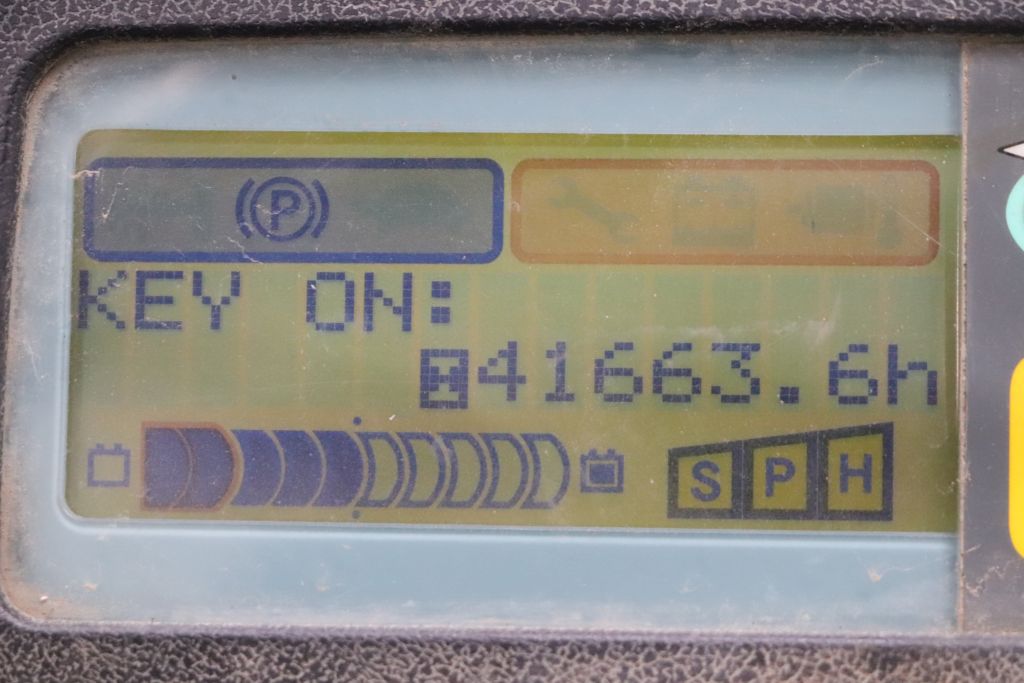 P
KEY ON:
41663.6h
S P H